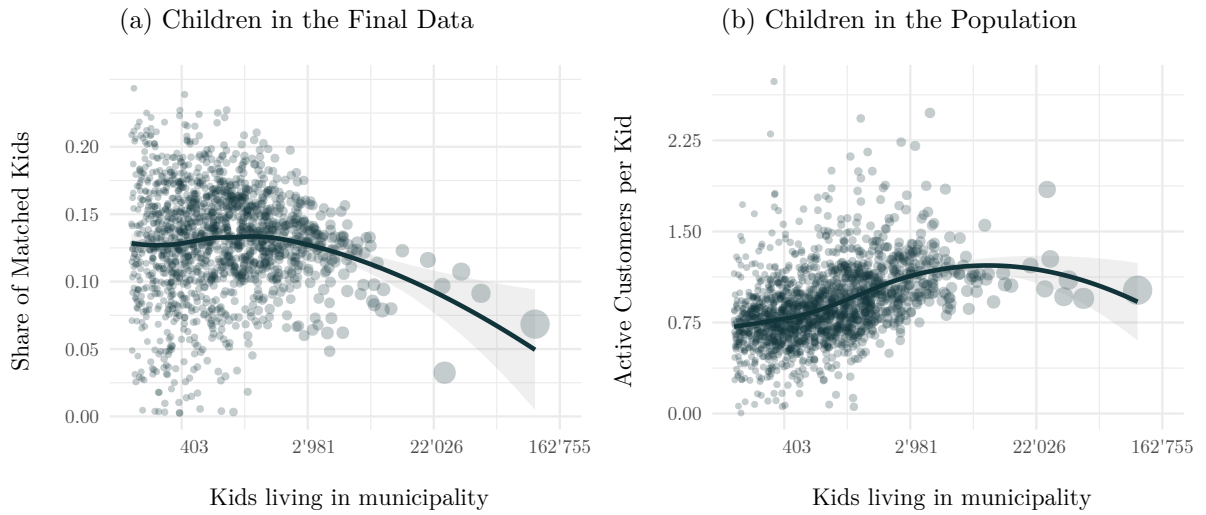 (a) Children in the Final Data
Share of Matched Kids
0.20
0.15
0.10
0.05
0.00
403
2'981
22'026
162'755
Kids living in municipality
(b) Children in the Population
Active Customers per Kid
2.25
1.50
0.75
0.00
403
2'981
22'026
162'755
Kids living in municipality